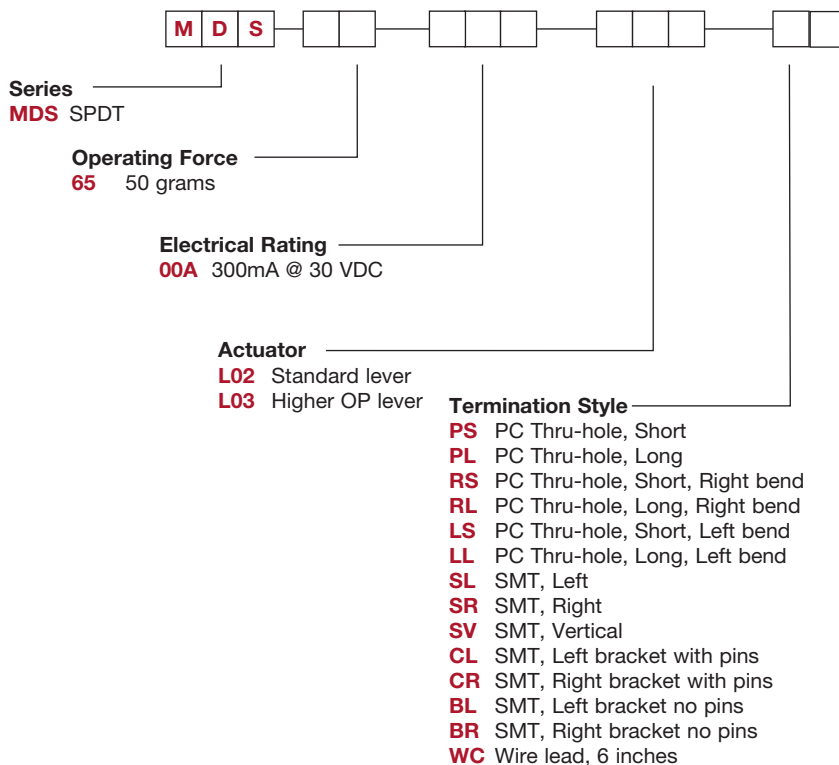 M D S
Series
MDS SPDT
Operating Force
65 50 grams
Electrical Rating
00A 300mA @ 30 VDC
Actuator
L02 Standard lever
L03 Higher OP lever
Termination Style
PS PC Thru-hole, Short
PL PC Thru-hole, Long
RS PC Thru-hole, Short, Right bend
RL PC Thru-hole, Long, Right bend
LS PC Thru-hole, Short, Left bend
LL PC Thru-hole, Long, Left bend
SL SMT, Left
SR SMT, Right
SV SMT, Vertical
CL SMT, Left bracket with pins
CR SMT, Right bracket with pins
BL SMT, Left bracket no pins
BR SMT, Right bracket no pins
WC Wire lead, 6 inches